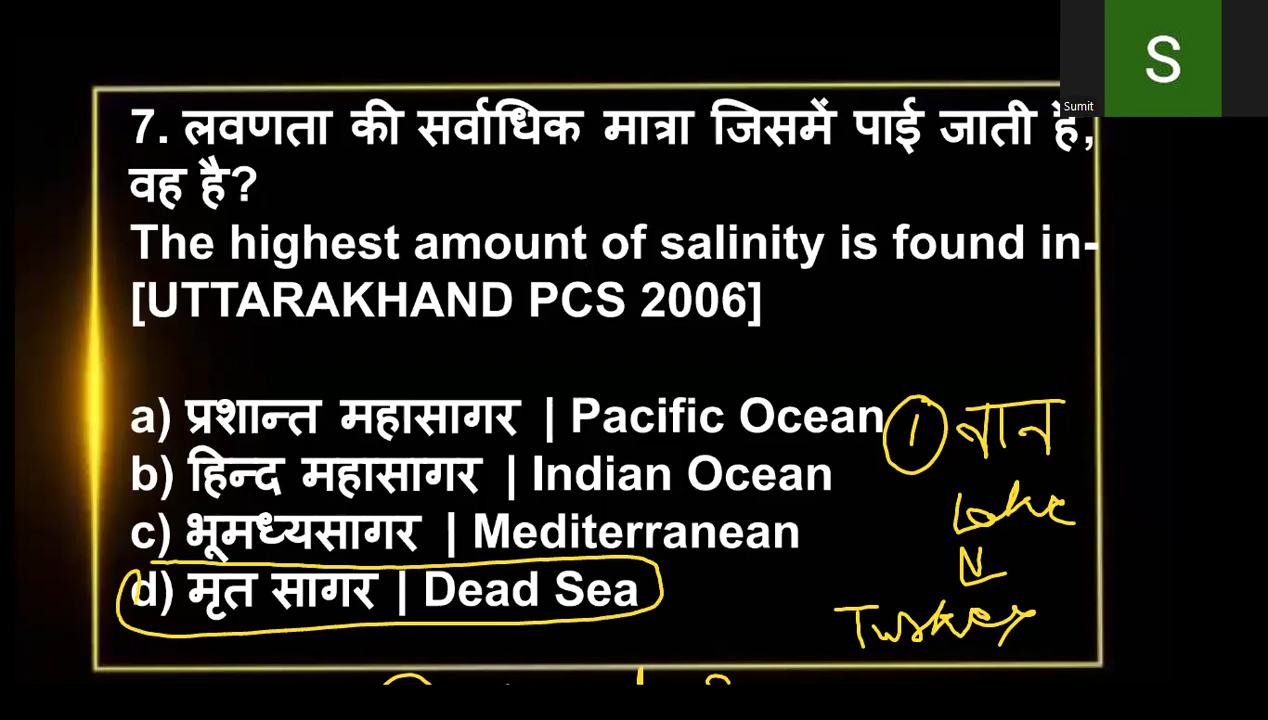 S
Sumit
7. लवणता की सर्वाधिक मात्रा जिसमें पाई जाती है,
वह है?
The highest amount of salinity is found in-
[UTTARAKHAND PCS 2006]
a) प्रशान्त महासागर | Pacific Ocean
b) हिन्द महासागर | Indian Ocean
c) भूमध्यसागर | Mediterranean
d) मृत सागर | Dead Sea
① वान
Lake
Turkey